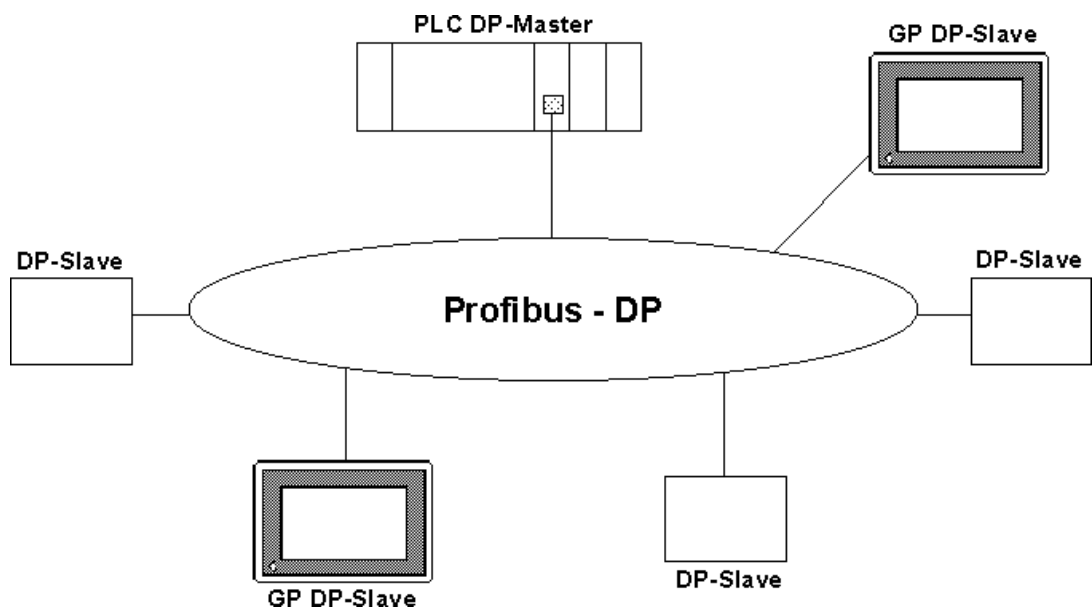 PLC DP-Master
GP DP-Slave
DP-Slave
DP-Slave
Profibus - DP
GP DP-Slave
DP-Slave